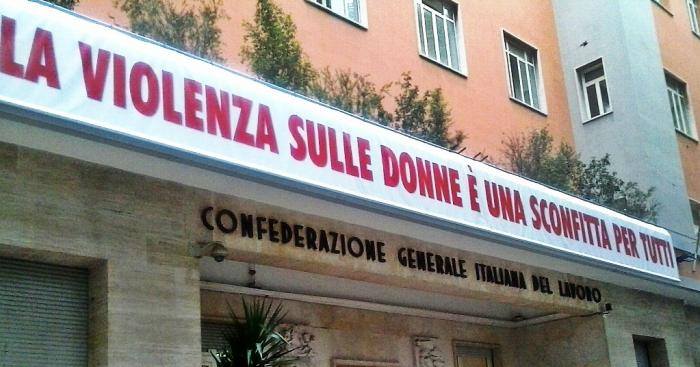 LA VIOLENZA SULLE DONNE È UNA SCONFITTA PER TUTTI
CONFEDERAZIONE GENERALE ITALIANA DEL LAVORO